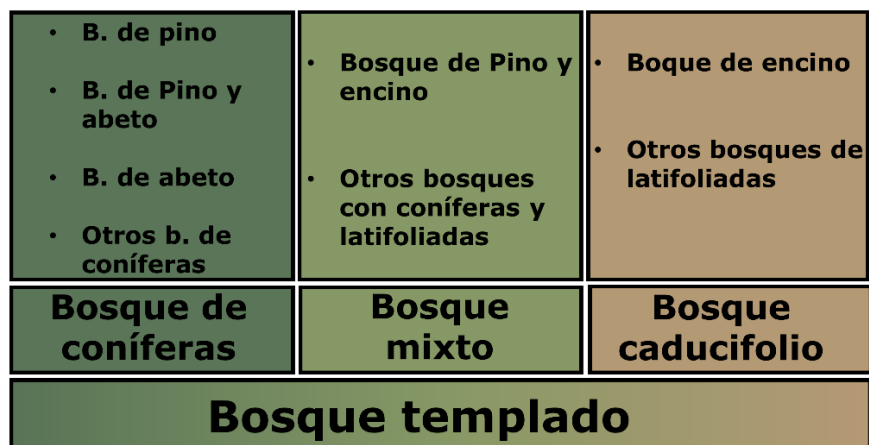 • B. de pino
• B. de Pino y
abeto
• B. de abeto
• Otros b. de
coníferas
• Bosque de Pino y
encino
• Otros bosques
con coníferas y
latifoliadas
• Boque de encino
• Otros bosques de
latifoliadas
Bosque de
coníferas
Bosque
mixto
Bosque
caducifolio
Bosque templado